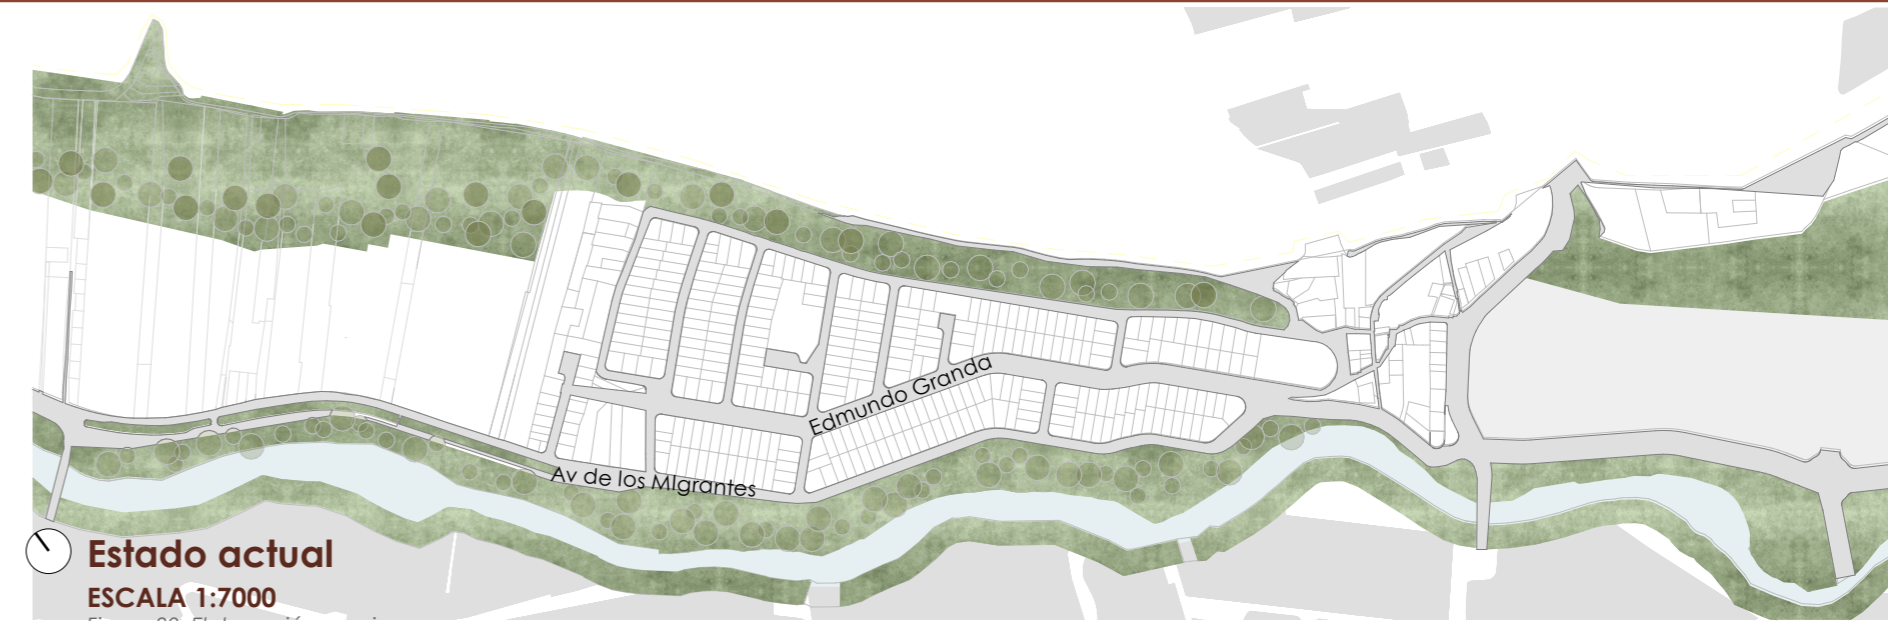 Edmundo Granda
Av de los MIgrantes
Estado actual
ESCALA 1:7000